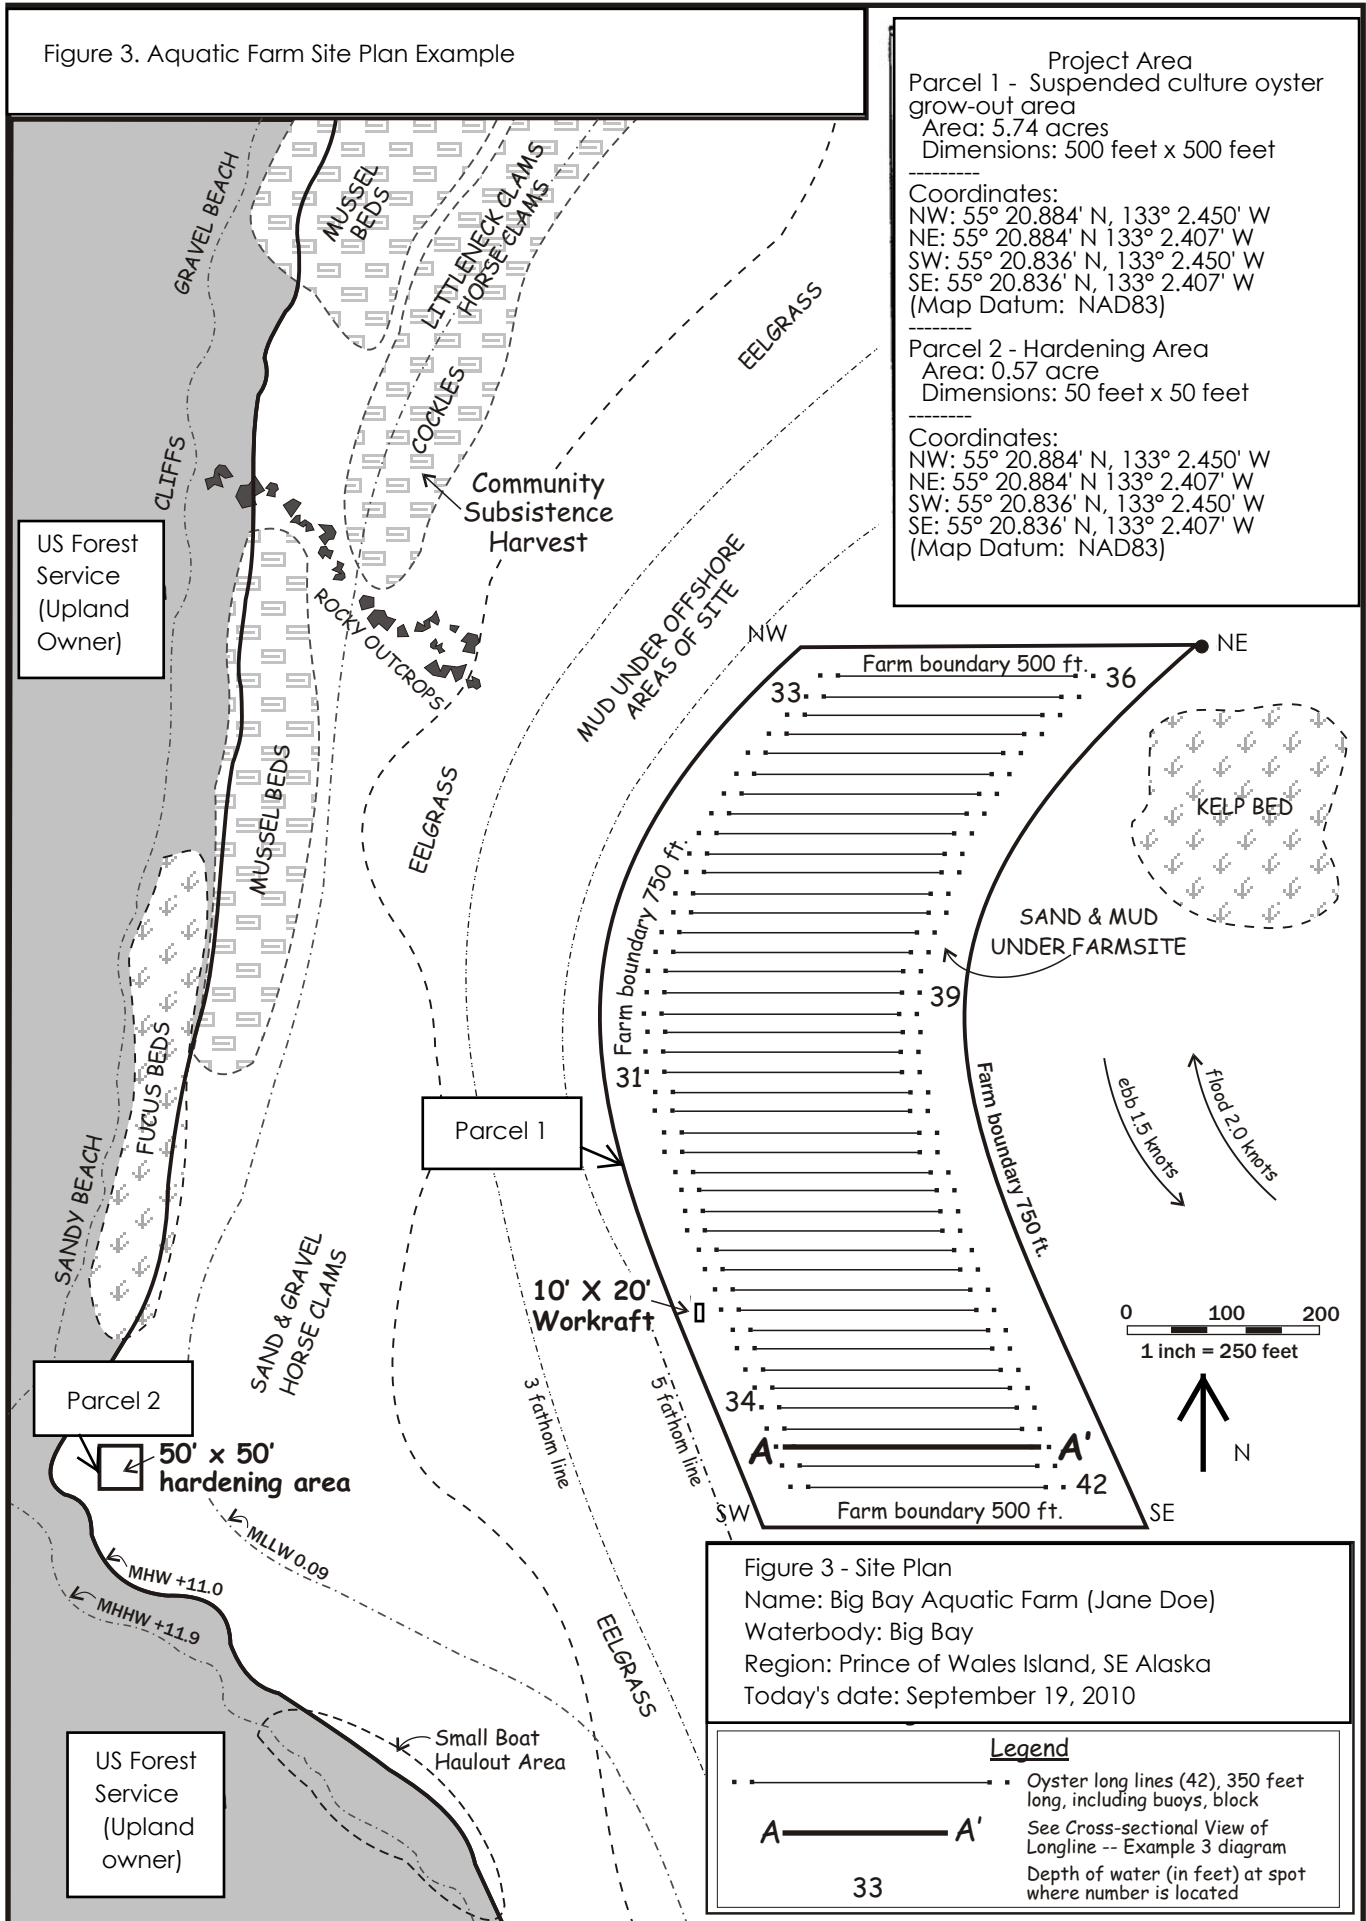 Figure 3. Aquatic Farm Site Plan Example
Project Area
Parcel 1 -  Suspended culture oyster
grow-out area
Area: 5.74 acres
Dimensions: 500 feet x 500 feet
---------
Coordinates:
NW: 55° 20.884' N, 133° 2.450' W
NE: 55° 20.884' N 133° 2.407' W
SW: 55° 20.836' N, 133° 2.450' W
SE: 55° 20.836' N, 133° 2.407' W
(Map Datum:  NAD83)
--------
Parcel 2 - Hardening Area
Area: 0.57 acre
Dimensions: 50 feet x 50 feet
--------
Coordinates:
NW: 55° 20.884' N, 133° 2.450' W
NE: 55° 20.884' N, 133° 2.407' W
SW: 55° 20.836' N, 133° 2.450' W
SE: 55° 20.836' N, 133° 2.407' W
(Map Datum:  NAD83)
GRAVEL BEACH
MUSSEL
BEDS
LITTLENECK CLAMS
HORSE CLAMS
COCKLES
EELGRASS
CLIFFS
Community
Subsistence
Harvest
US Forest
Service
(Upland
Owner)
ROCKY OUTCROPS
MUD UNDER OFFSHORE
AREAS OF SITE
NW
NE
Farm boundary 500 ft.
33
36
KELP BED
MUSSEL BEDS
EELGRASS
Farm boundary 750 ft.
SAND & MUD
UNDER FARMSITE
39
31
FUCUS BEDS
Parcel 1
Farm boundary 750 ft.
ebb 1.5 knots
flood 2.0 knots
SANDY BEACH
SAND & GRAVEL
HORSE CLAMS
10' X 20'
Workraft
0 100 200
1 inch = 250 feet
N
Parcel 2
50' x 50'
hardening area
3 fathom line
5 fathom line
34
A A'
42
SW
Farm boundary 500 ft.
SE
MLLW 0.09
MHW +11.0
MHHW +11.9
EELGRASS
Small Boat
Haulout Area
US Forest
Service
(Upland
owner)
Figure 3 - Site Plan
Name: Big Bay Aquatic Farm (Jane Doe)
Waterbody: Big Bay
Region: Prince of Wales Island, SE Alaska
Today's date: September 19, 2010
Legend
Oyster long lines (42), 350 feet
long, including buoys, block
A A'
See Cross-sectional View of
Longline -- Example 3 diagram
33
Depth of water (in feet) at spot
where number is located